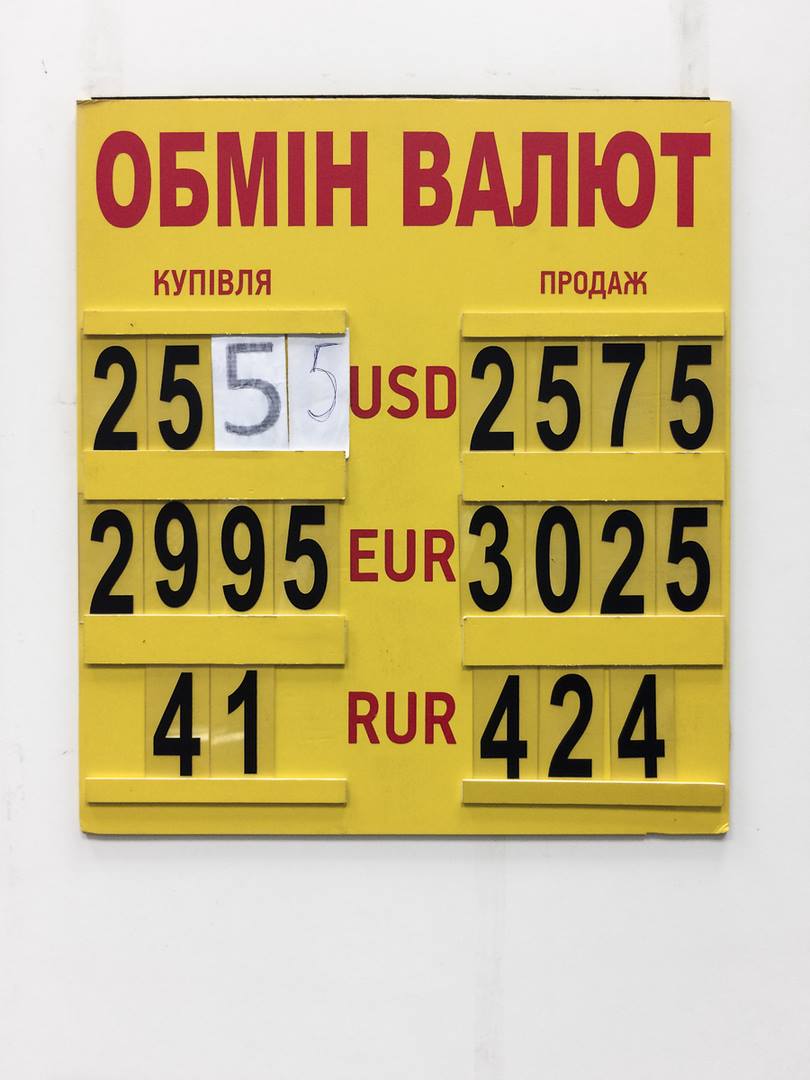 ОБМІН ВАЛЮТ
КУПІВЛЯ ПРОДАЖ
2555 USD 2575
2995 EUR 3025
41 RUR 424